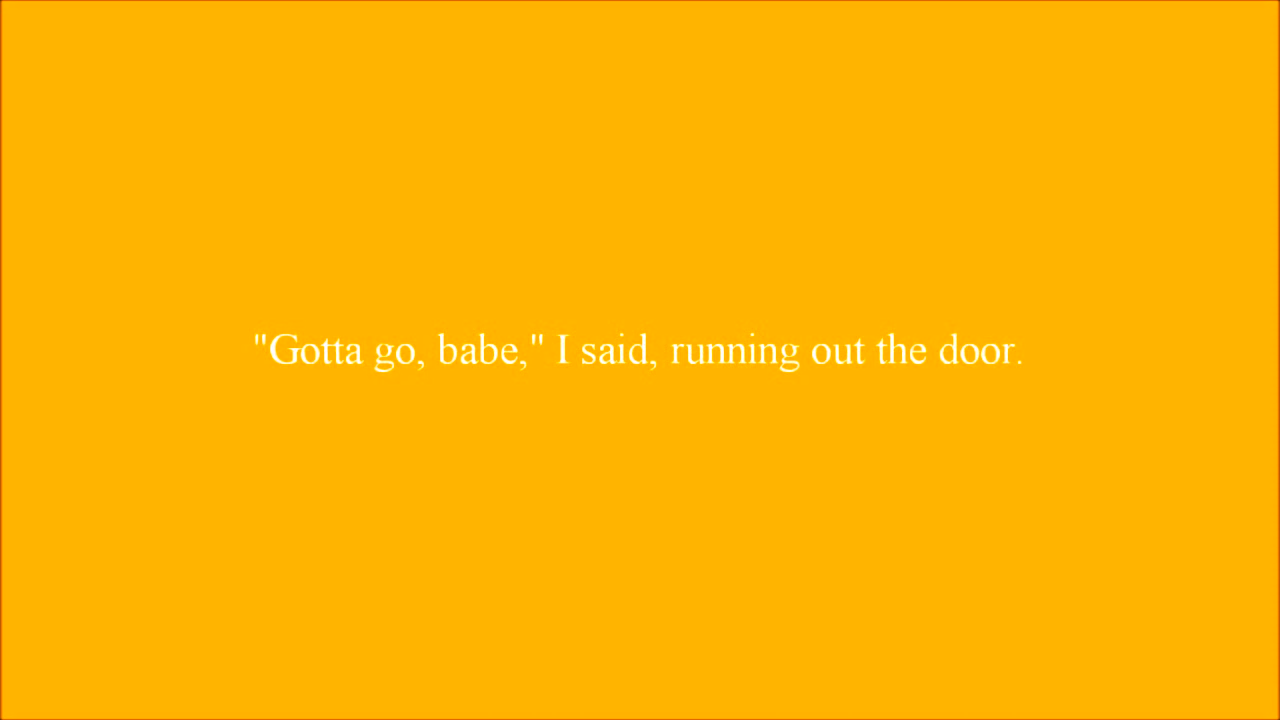 "Gotta go, babe," I said, running out the door.